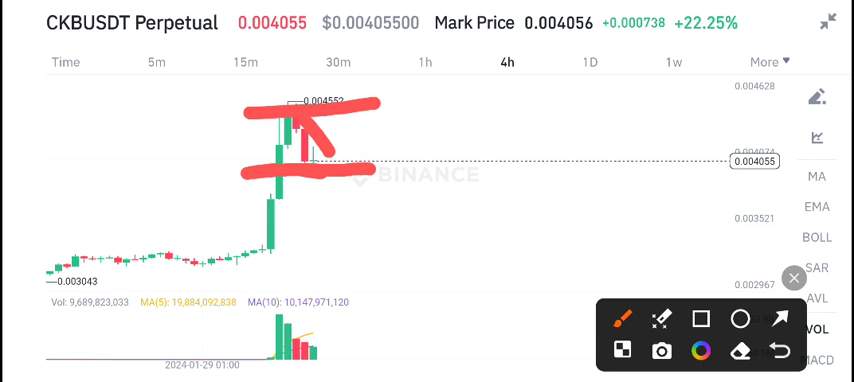 CKBUSDT Perpetual 0.004055 $0.00405500 Mark Price 0.004056 +0.000738 +22.25%
Time 5m 15m 30m 1h 4h 1D 1w More
0.004628
0.004552
0.004074
0.004055
BINANCE
MA
EMA
0.003521
BOLL
SAR
0.003043
0.002967
AVL
Vol: 9,689,823,033 MA(5): 19,884,092,838 MA(10): 10,147,971,120
VOL
MACD
2024-01-29 01:00